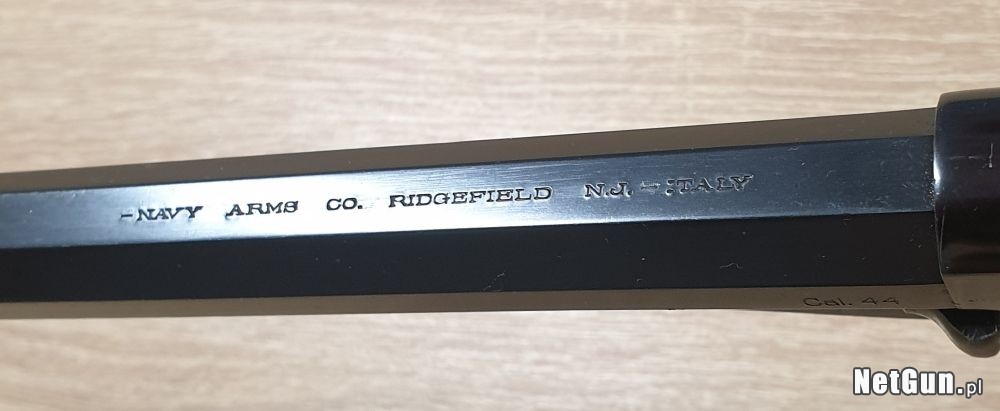 -NAVY ARMS CO. RIDGEFIELD N.J. - ITALY
Cal. 44
NetGun.pl